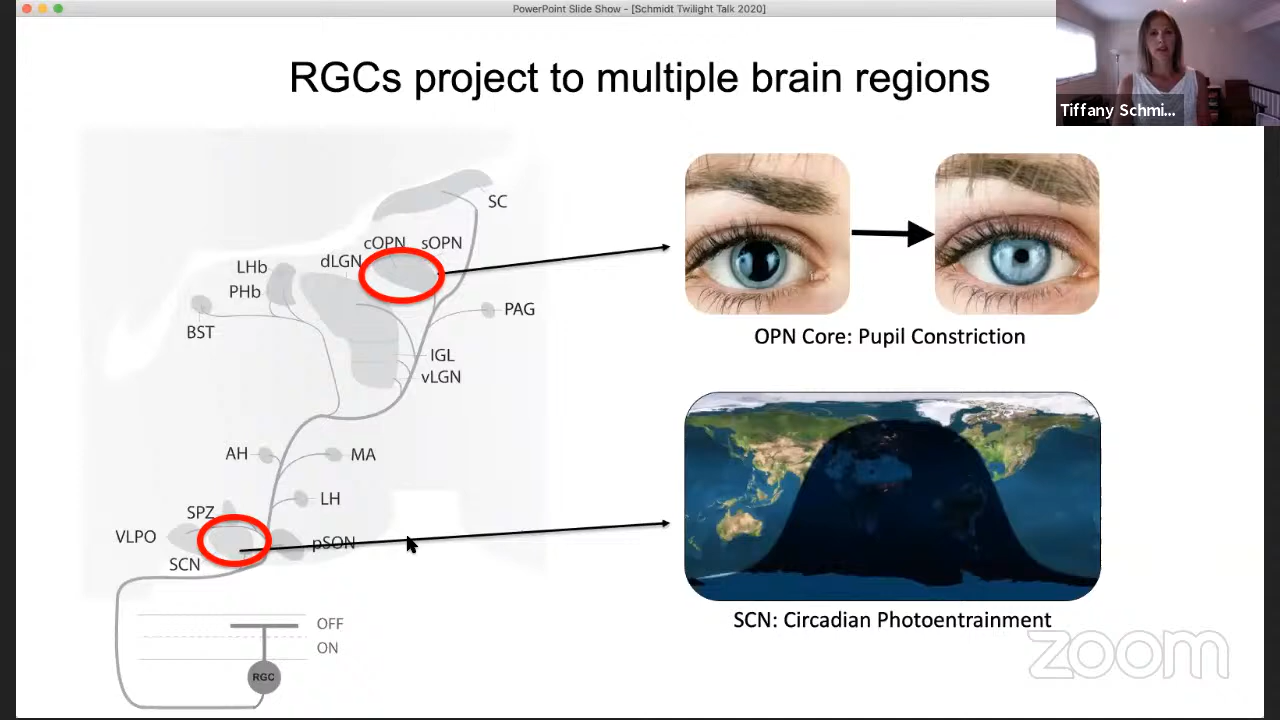 PowerPoint Slide Show - [Schmidt Twilight Talk 2020]
RGCs project to multiple brain regions
Tiffany Schmi...
SC
cOPN sOPN
dLGN
LHb
PHb
BST
PAG
IGL
vLGN
OPN Core: Pupil Constriction
AH
MA
LH
SPZ
VLPO
pSON
SCN
SCN: Circadian Photoentrainment
OFF
ON
RGC
zoom